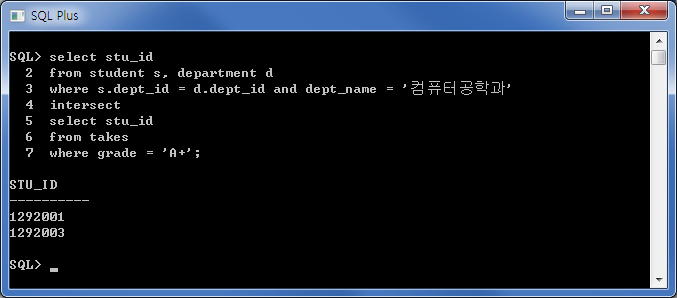 SQL Plus
SQL> select stu_id
2 from student s, department d
3 where s.dept_id = d.dept_id and dept_name = '컴퓨터공학과'
4 intersect
5 select stu_id
6 from takes
7 where grade = 'A+';
STU_ID
----------
1292001
1292003
SQL> _